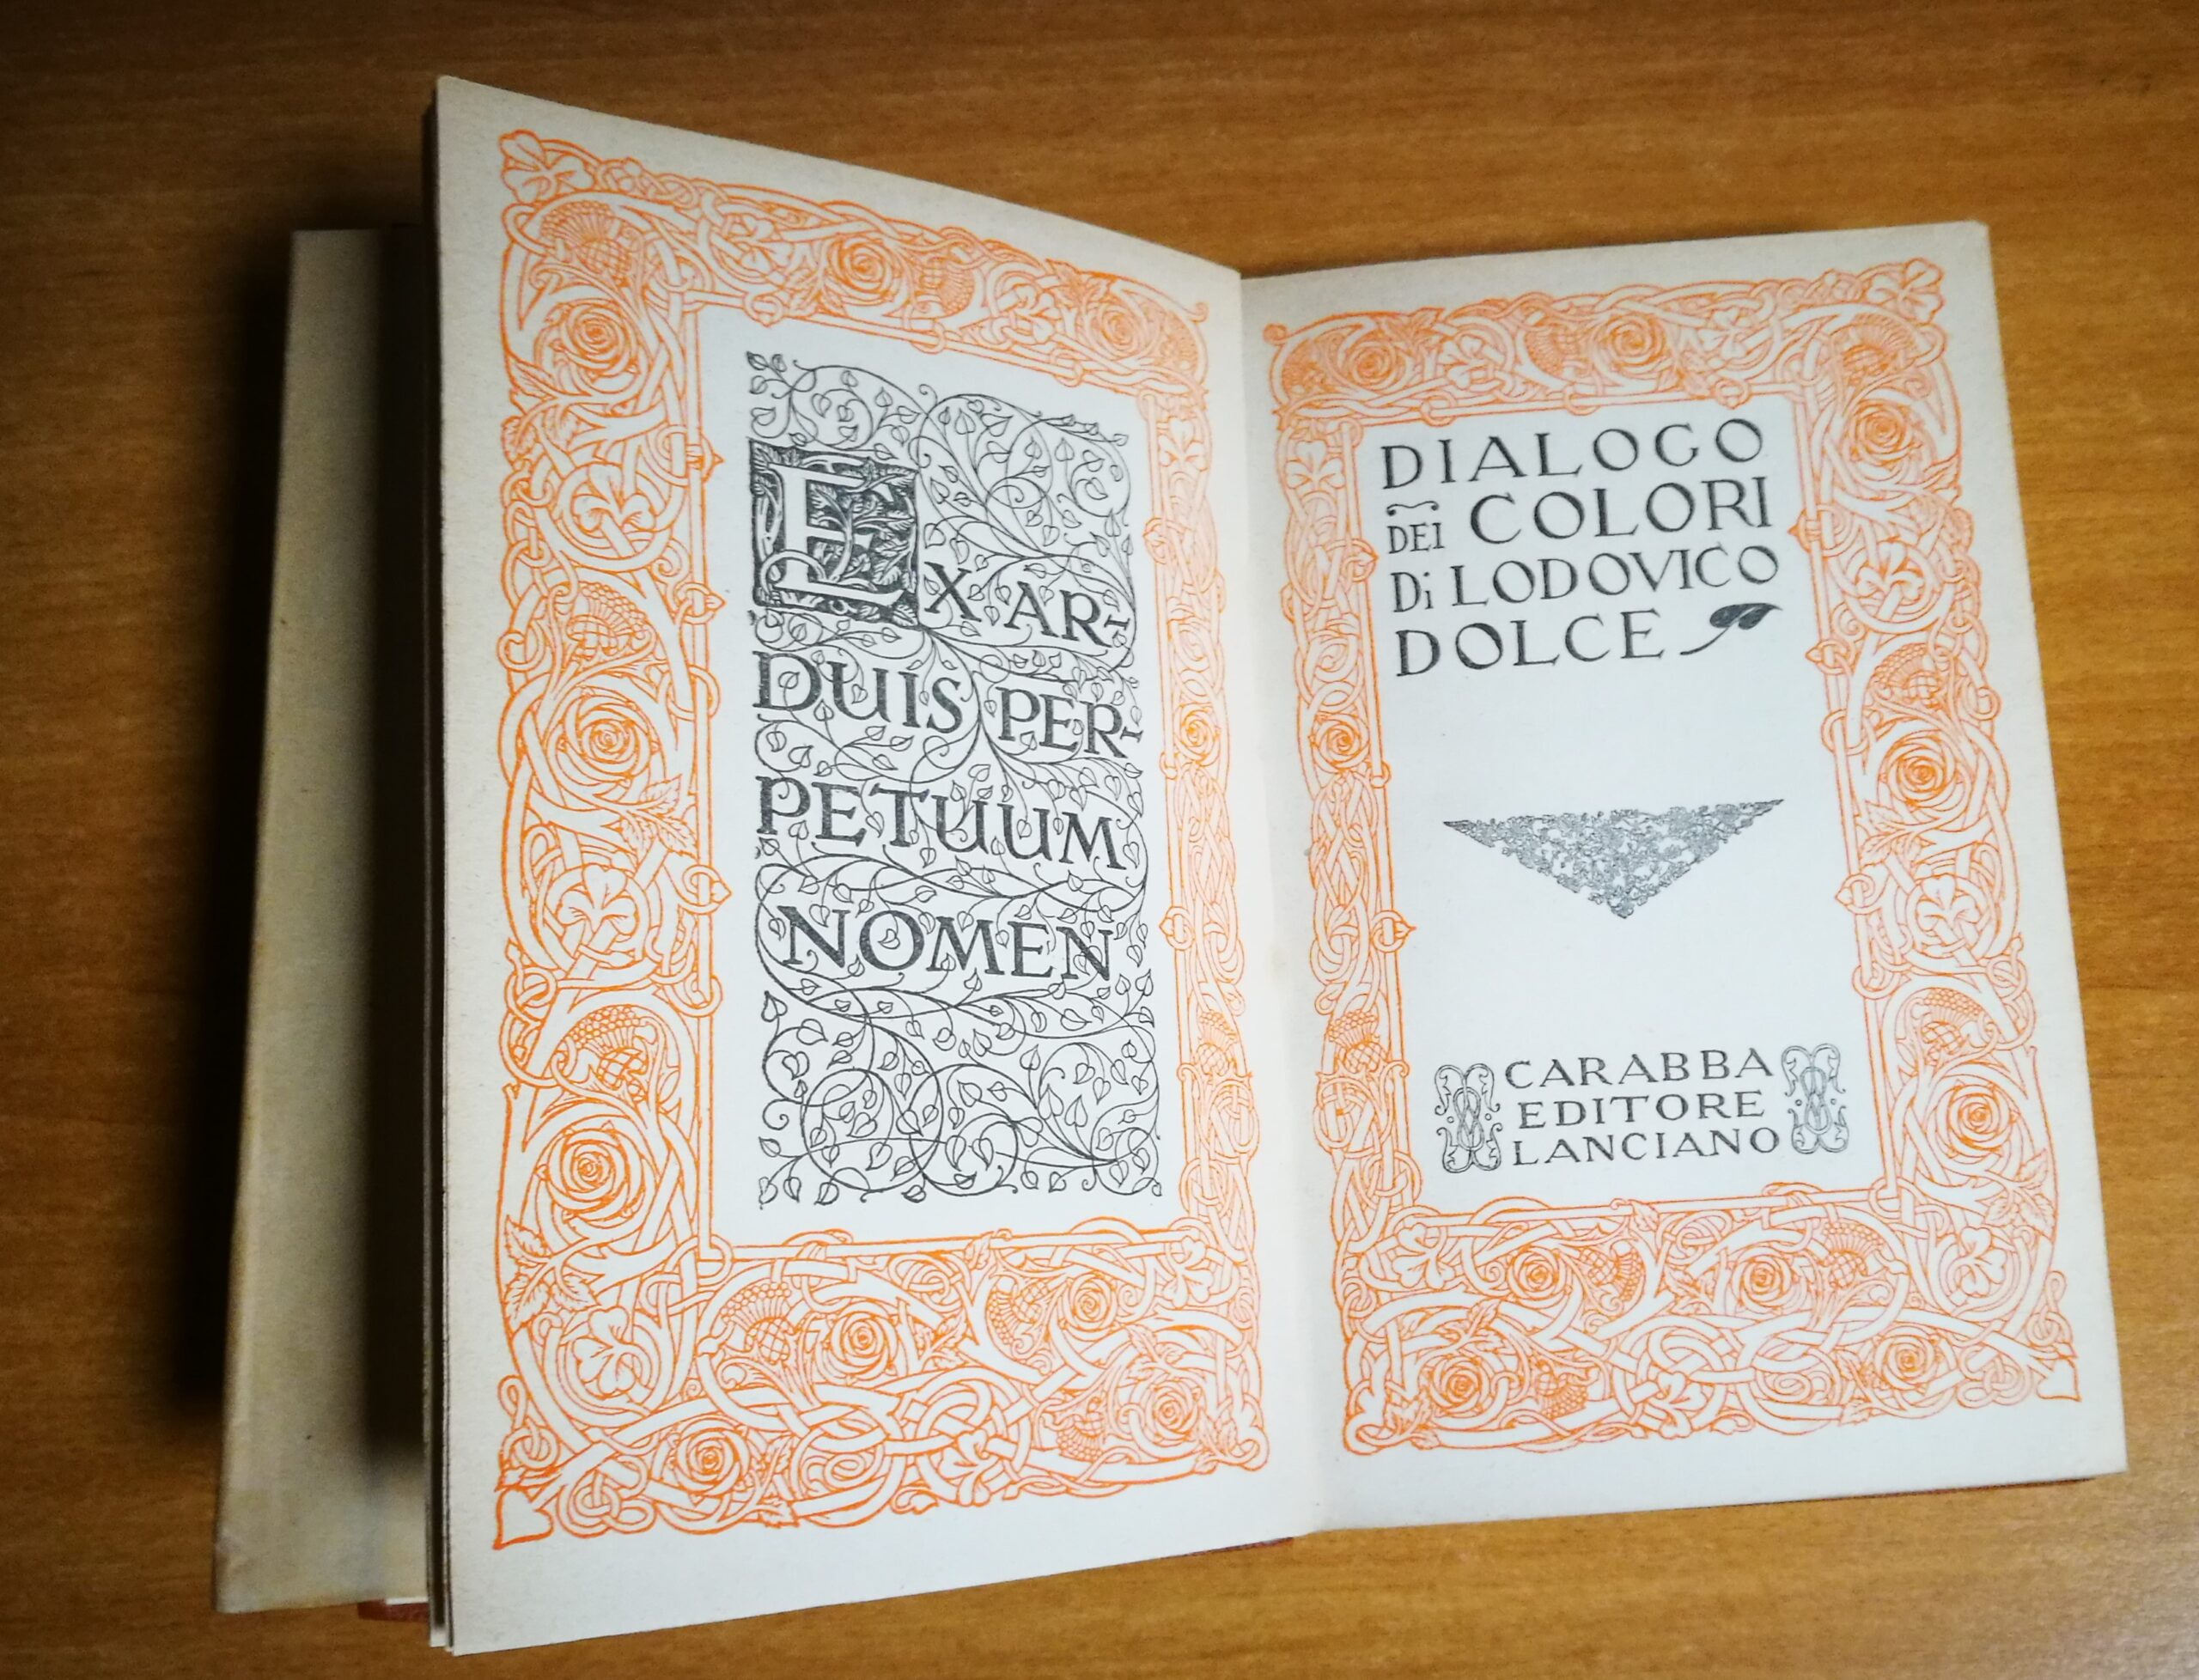 EX AR-
DUIS PER-
PETUUM
NOMEN
DIALOGO
DEI COLORI
Di LODOVICO
DOLCE
CARABBA
EDITORE
LANCIANO